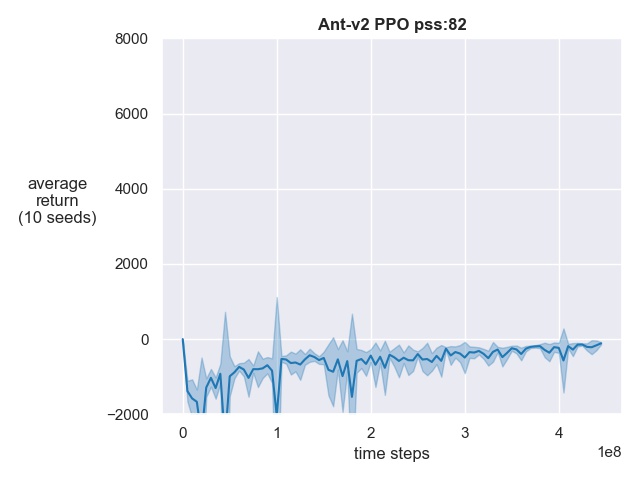 Ant-v2 PPO pss:82
8000
6000
4000
2000
0
−2000
average
return
(10 seeds)
0
1
2
3
4
1e8
time steps